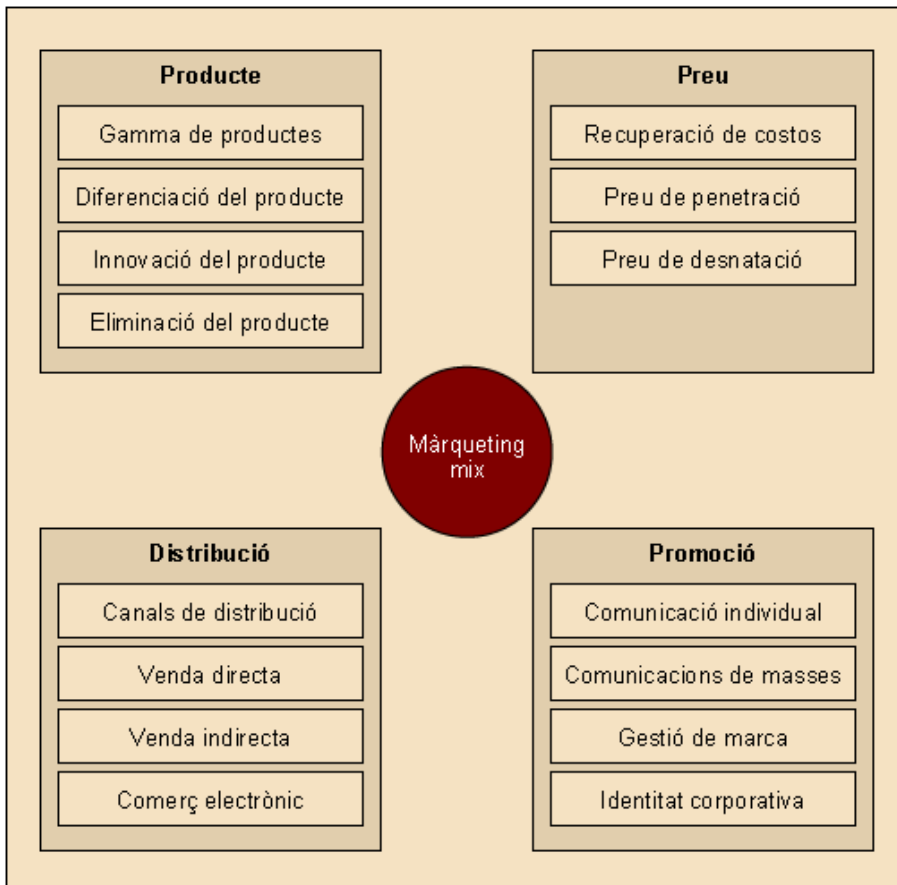 Producte
Gamma de productes
Diferenciació del producte
Innovació del producte
Eliminació del producte
Preu
Recuperació de costos
Preu de penetració
Preu de desnatació
Màrqueting
mix
Distribució
Canals de distribució
Venda directa
Venda indirecta
Comerç electrònic
Promoció
Comunicació individual
Comunicacions de masses
Gestió de marca
Identitat corporativa